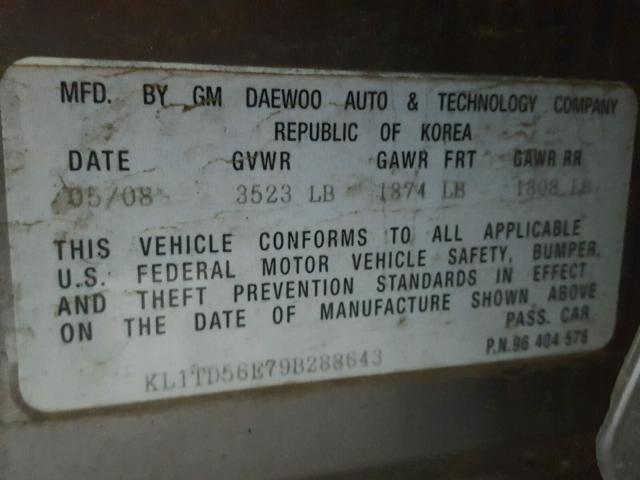 MFD. BY GM DAEWOO AUTO & TECHNOLOGY COMPANY
REPUBLIC OF KOREA
DATE GVWR GAWR FRT GAWR RR
05/08 3523 LB 1874 LB 1808 LB
THIS VEHICLE CONFORMS TO ALL APPLICABLE
U.S. FEDERAL MOTOR VEHICLE SAFETY, BUMPER,
AND THEFT PREVENTION STANDARDS IN EFFECT
ON THE DATE OF MANUFACTURE SHOWN ABOVE
PASS. CAR
KL1TD56E79B288643 P.N.96 404 578